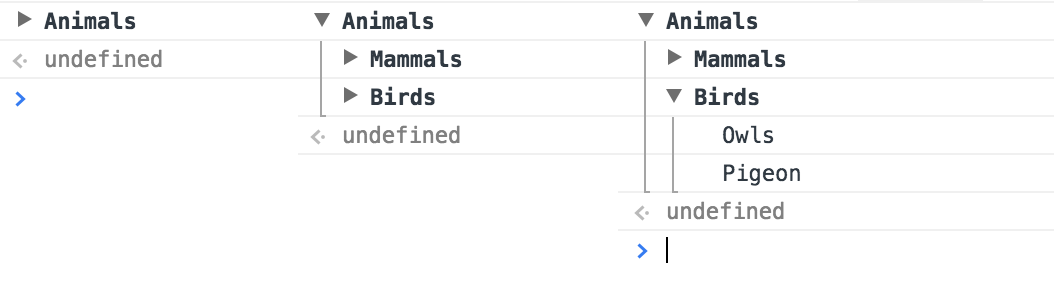 Animals
undefined
Animals
Mammals
Birds
undefined
Animals
Mammals
Birds
Owls
Pigeon
undefined